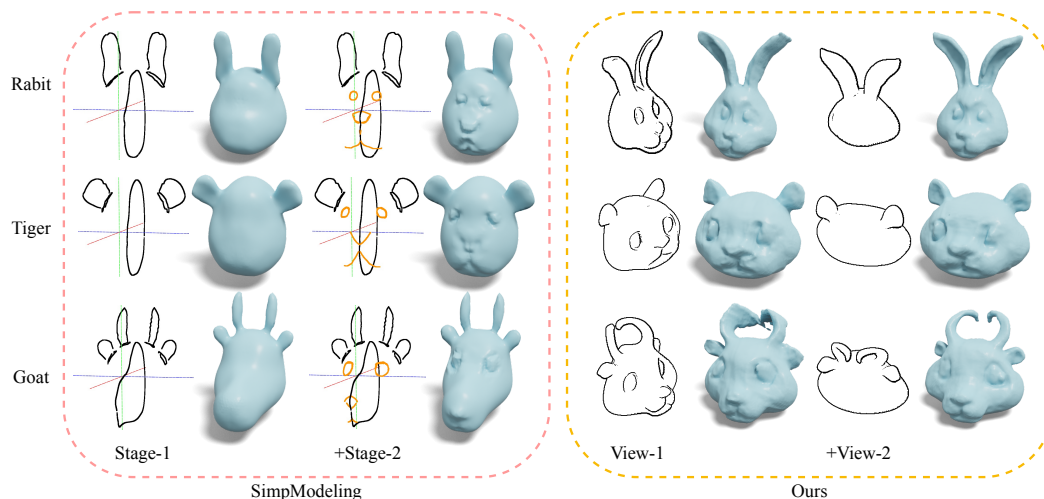 Rabit
Tiger
Goat
Stage-1
+Stage-2
View-1
+View-2
SimpModeling
Ours